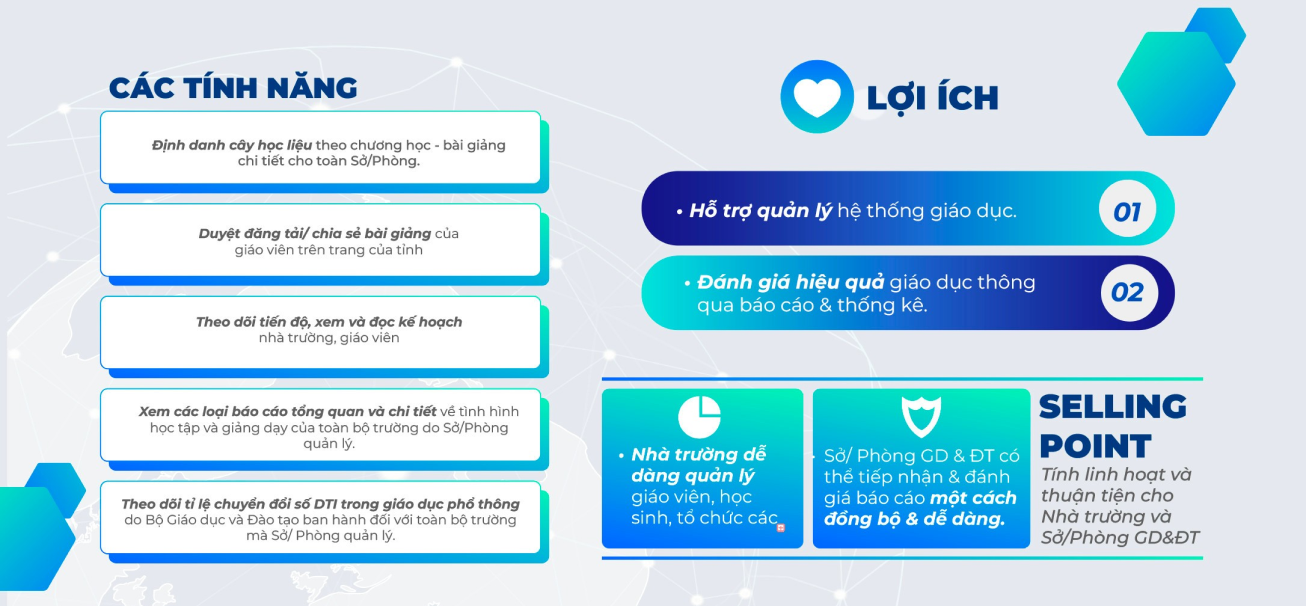 CÁC TÍNH NĂNG
Định danh cây học liệu theo chương học - bài giảng
chi tiết cho toàn Sở/Phòng.
Duyệt đăng tải/ chia sẻ bài giảng của
giáo viên trên trang của tỉnh
Theo dõi tiến độ, xem và đọc kế hoạch
nhà trường, giáo viên
Xem các loại báo cáo tổng quan và chi tiết về tình hình
học tập và giảng dạy của toàn bộ trường do Sở/Phòng
quản lý.
Theo dõi tỉ lệ chuyển đổi số DTI trong giáo dục phổ thông
do Bộ Giáo dục và Đào tạo ban hành đối với toàn bộ trường
mà Sở/ Phòng quản lý.
LỢI ÍCH
• Hỗ trợ quản lý hệ thống giáo dục.
01
• Đánh giá hiệu quả giáo dục thông
qua báo cáo & thống kê.
02
• Nhà trường dễ
dàng quản lý
giáo viên, học
sinh, tổ chức các
• Sở/ Phòng GD & ĐT có
thể tiếp nhận & đánh
giá báo cáo một cách
đồng bộ & dễ dàng.
SELLING
POINT
Tính linh hoạt và
thuận tiện cho
Nhà trường và
Sở/Phòng GD&ĐT